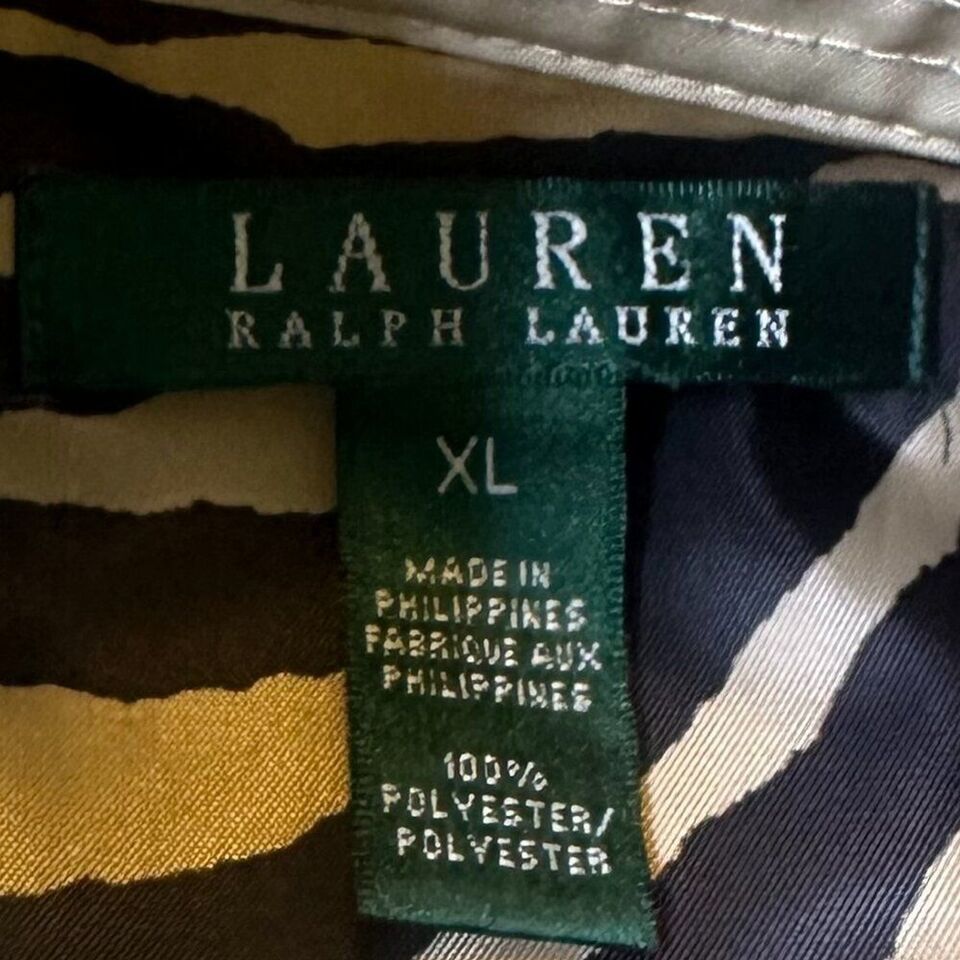 LAUREN
RALPH LAUREN
XL
MADE IN
PHILIPPINES
FABRIQUE AUX
PHILIPPINES
100%
POLYESTER/
POLYESTER